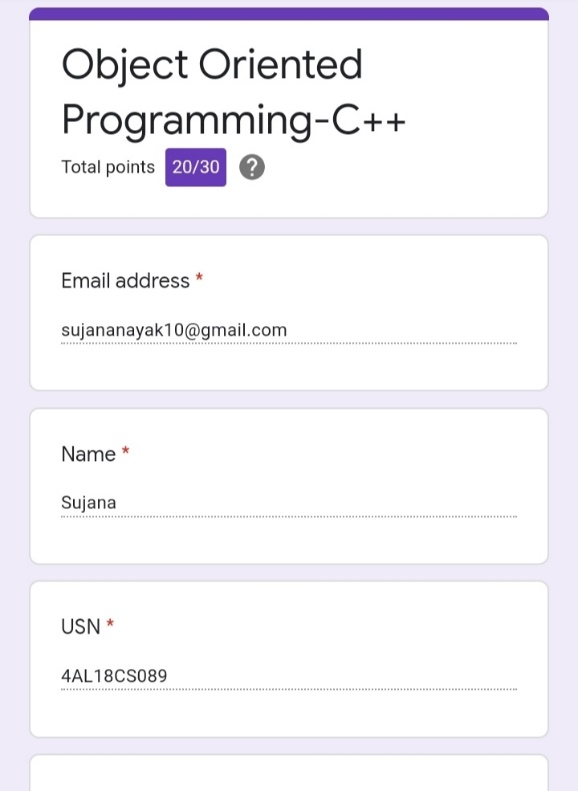 Object Oriented
Programming-C++
Total points 20/30 ?
Email address *
sujananayak10@gmail.com
Name *
Sujana
USN *
4AL18CS089